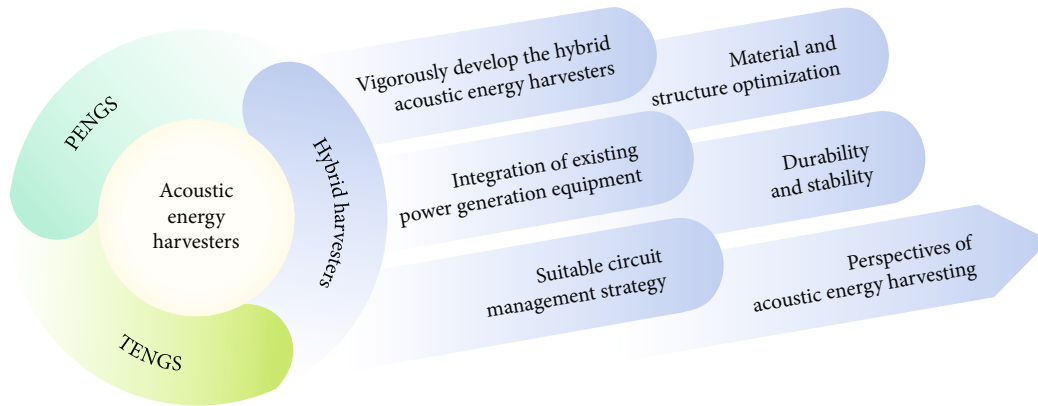 PENGS
Acoustic
energy
harvesters
TENGS
Hybrid harvesters
Vigorously develop the hybrid
acoustic energy harvesters
Material and
structure optimization
Integration of existing
power generation equipment
Durability
and stability
Suitable circuit
management strategy
Perspectives of
acoustic energy harvesting